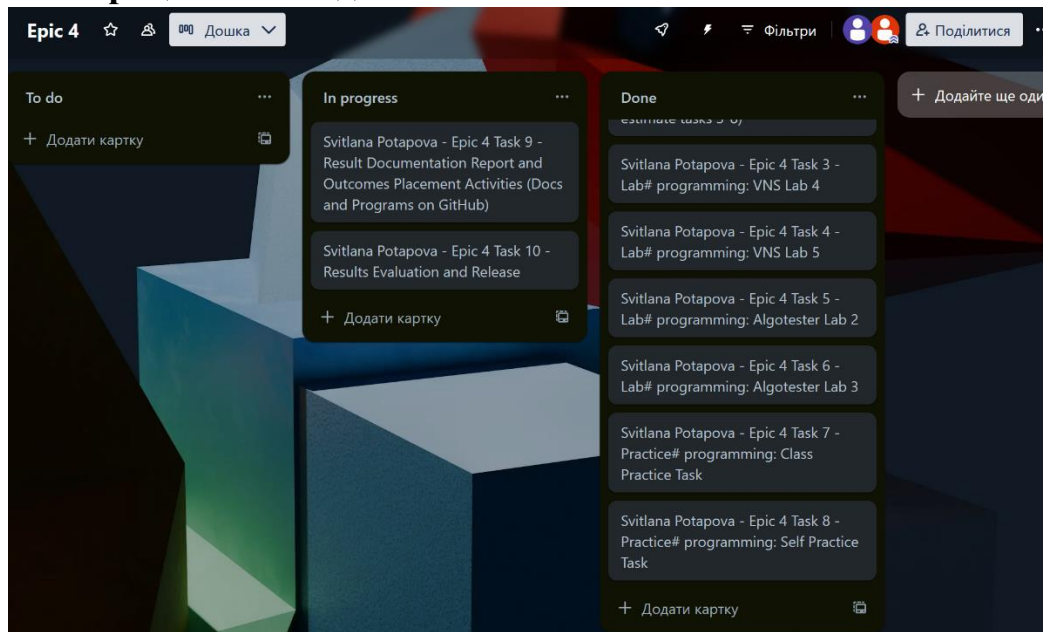 Epic 4 Дошка Фільтри Поділитися
To do
+ Додати картку
In progress
Svitlana Potapova - Epic 4 Task 9 -
Result Documentation Report and
Outcomes Placement Activities (Docs
and Programs on GitHub)
Svitlana Potapova - Epic 4 Task 10 -
Results Evaluation and Release
+ Додати картку
Done
estimate tasks 3-8)
Svitlana Potapova - Epic 4 Task 3 -
Lab# programming: VNS Lab 4
Svitlana Potapova - Epic 4 Task 4 -
Lab# programming: VNS Lab 5
Svitlana Potapova - Epic 4 Task 5 -
Lab# programming: Algotester Lab 2
Svitlana Potapova - Epic 4 Task 6 -
Lab# programming: Algotester Lab 3
Svitlana Potapova - Epic 4 Task 7 -
Practice# programming: Class
Practice Task
Svitlana Potapova - Epic 4 Task 8 -
Practice# programming: Self Practice
Task
+ Додати картку
+ Додайте ще оди